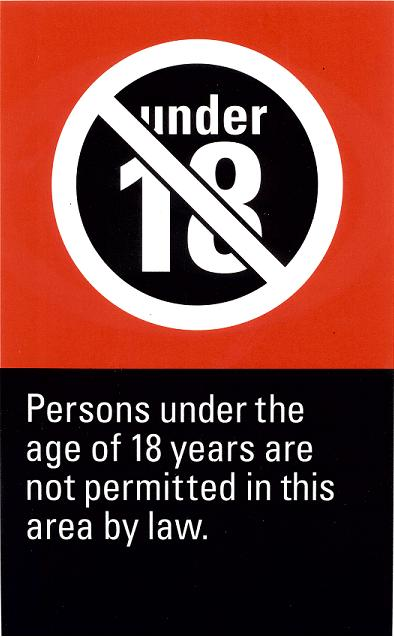 under
18
Persons under the
age of 18 years are
not permitted in this
area by law.